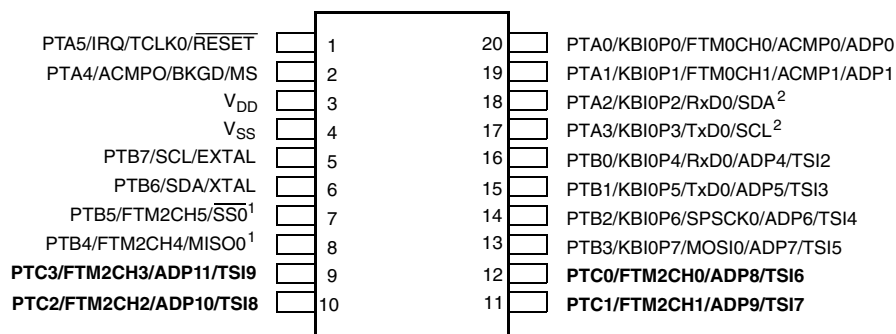 PTA5/IRQ/TCLK0/RESET 1 20 PTA0/KBI0P0/FTM0CH0/ACMP0/ADP0
PTA4/ACMPO/BKGD/MS 2 19 PTA1/KBI0P1/FTM0CH1/ACMP1/ADP1
VDD 3 18 PTA2/KBI0P2/RxD0/SDA2
VSS 4 17 PTA3/KBI0P3/TxD0/SCL2
PTB7/SCL/EXTAL 5 16 PTB0/KBI0P4/RxD0/ADP4/TSI2
PTB6/SDA/XTAL 6 15 PTB1/KBI0P5/TxD0/ADP5/TSI3
PTB5/FTM2CH5/SS01 7 14 PTB2/KBI0P6/SPSCK0/ADP6/TSI4
PTB4/FTM2CH4/MISO01 8 13 PTB3/KBI0P7/MOSI0/ADP7/TSI5
PTC3/FTM2CH3/ADP11/TSI9 9 12 PTC0/FTM2CH0/ADP8/TSI6
PTC2/FTM2CH2/ADP10/TSI8 10 11 PTC1/FTM2CH1/ADP9/TSI7